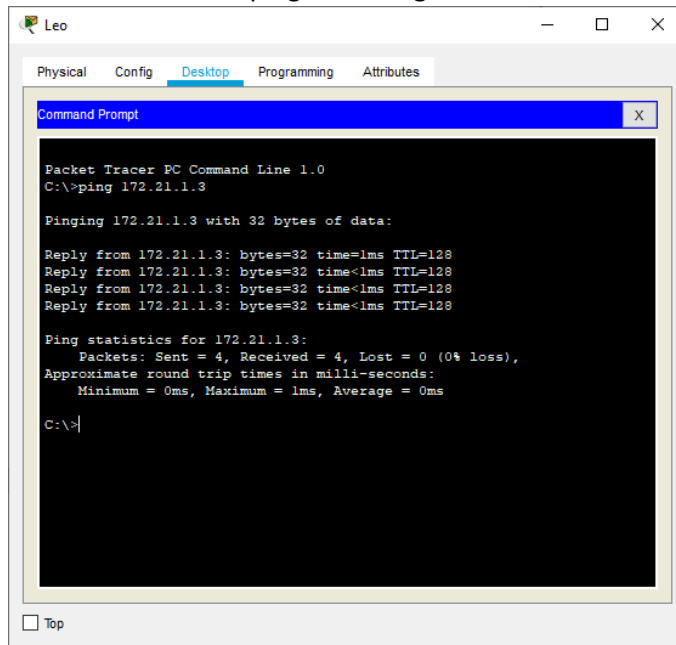 Leo
Physical Config Desktop Programming Attributes
Command Prompt
X
Packet Tracer PC Command Line 1.0
C:\>ping 172.21.1.3
Pinging 172.21.1.3 with 32 bytes of data:
Reply from 172.21.1.3: bytes=32 time=1ms TTL=128
Reply from 172.21.1.3: bytes=32 time<1ms TTL=128
Reply from 172.21.1.3: bytes=32 time<1ms TTL=128
Reply from 172.21.1.3: bytes=32 time<1ms TTL=128
Ping statistics for 172.21.1.3:
Packets: Sent = 4, Received = 4, Lost = 0 (0% loss),
Approximate round trip times in milli-seconds:
Minimum = 0ms, Maximum = 1ms, Average = 0ms
C:\>
Top